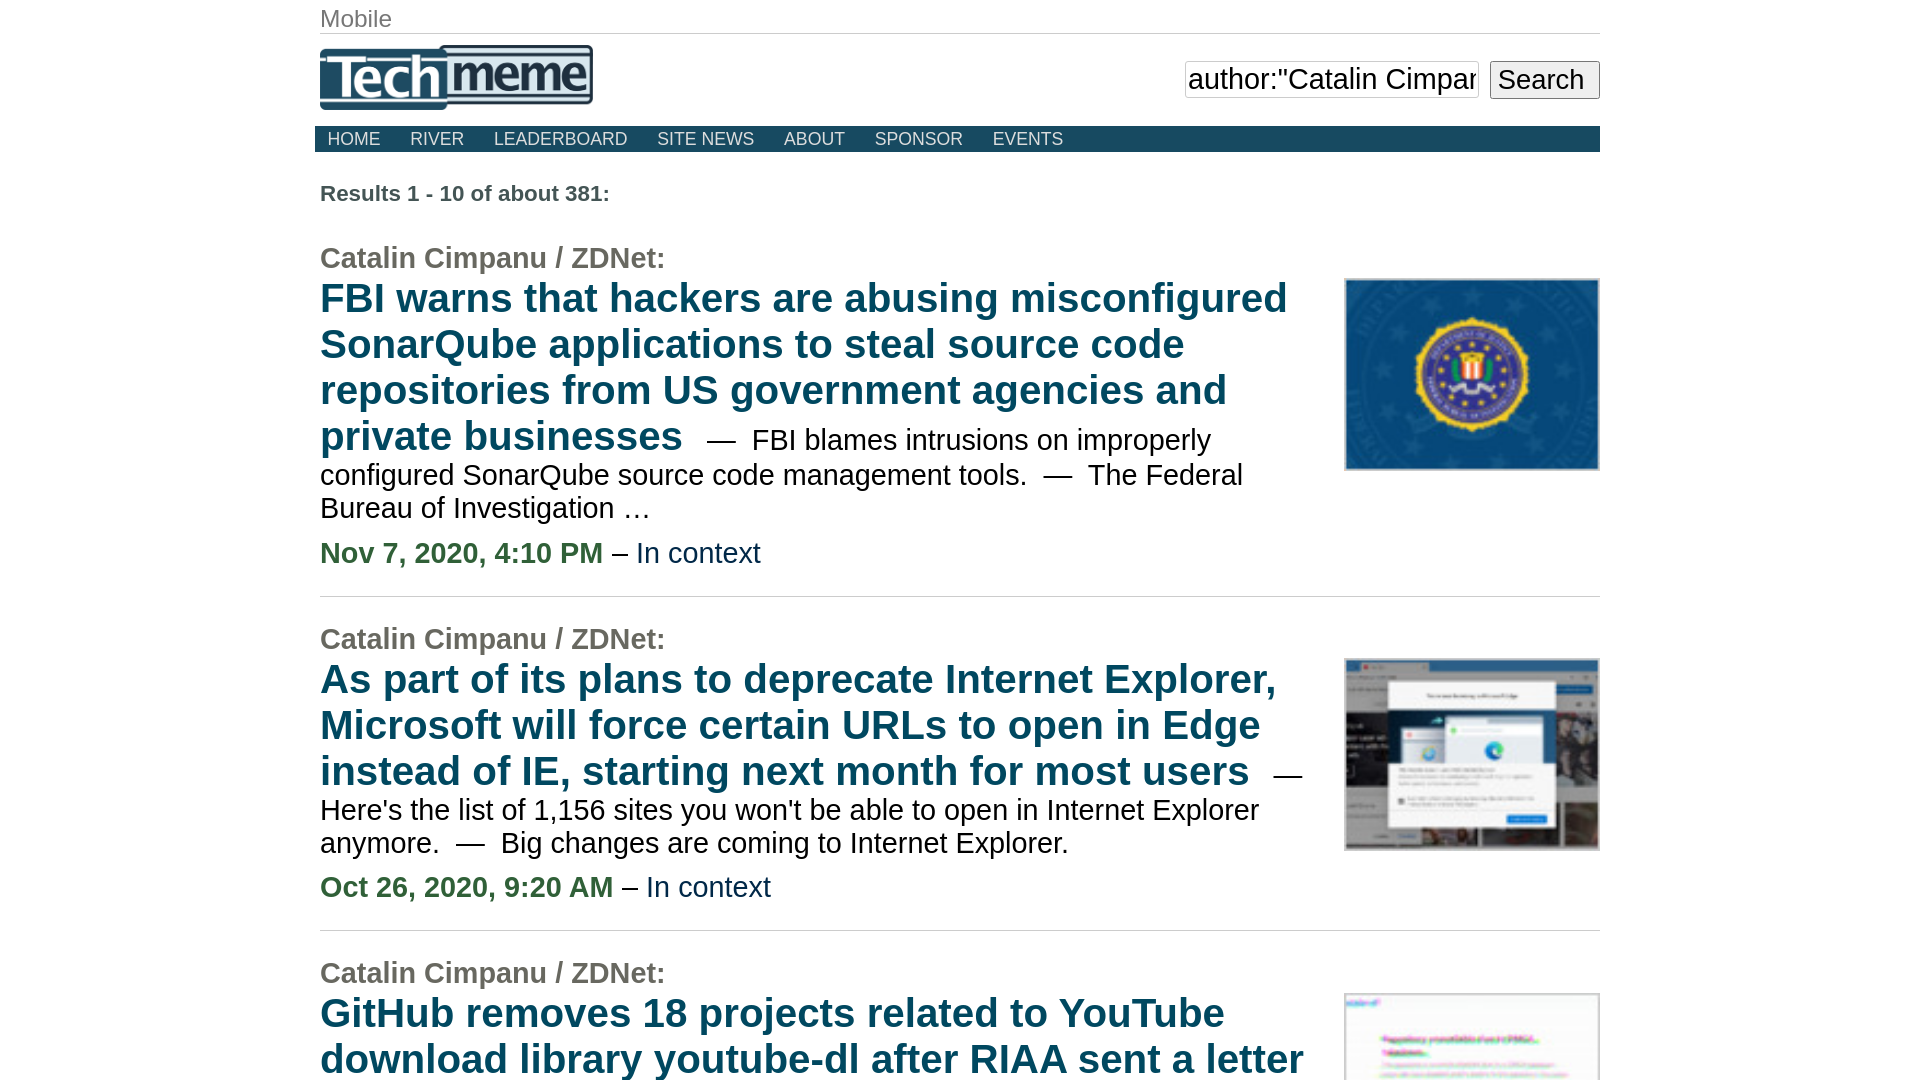 Mobile
Techmeme
author:"Catalin Cimpan
Search
HOME RIVER LEADERBOARD SITE NEWS ABOUT SPONSOR EVENTS
Results 1 - 10 of about 381:
Catalin Cimpanu / ZDNet:
FBI warns that hackers are abusing misconfigured
SonarQube applications to steal source code
repositories from US government agencies and
private businesses — FBI blames intrusions on improperly
configured SonarQube source code management tools. — The Federal
Bureau of Investigation …
Nov 7, 2020, 4:10 PM – In context
Catalin Cimpanu / ZDNet:
As part of its plans to deprecate Internet Explorer,
Microsoft will force certain URLs to open in Edge
instead of IE, starting next month for most users —
Here's the list of 1,156 sites you won't be able to open in Internet Explorer
anymore. — Big changes are coming to Internet Explorer.
Oct 26, 2020, 9:20 AM – In context
Catalin Cimpanu / ZDNet:
GitHub removes 18 projects related to YouTube
download library youtube-dl after RIAA sent a letter